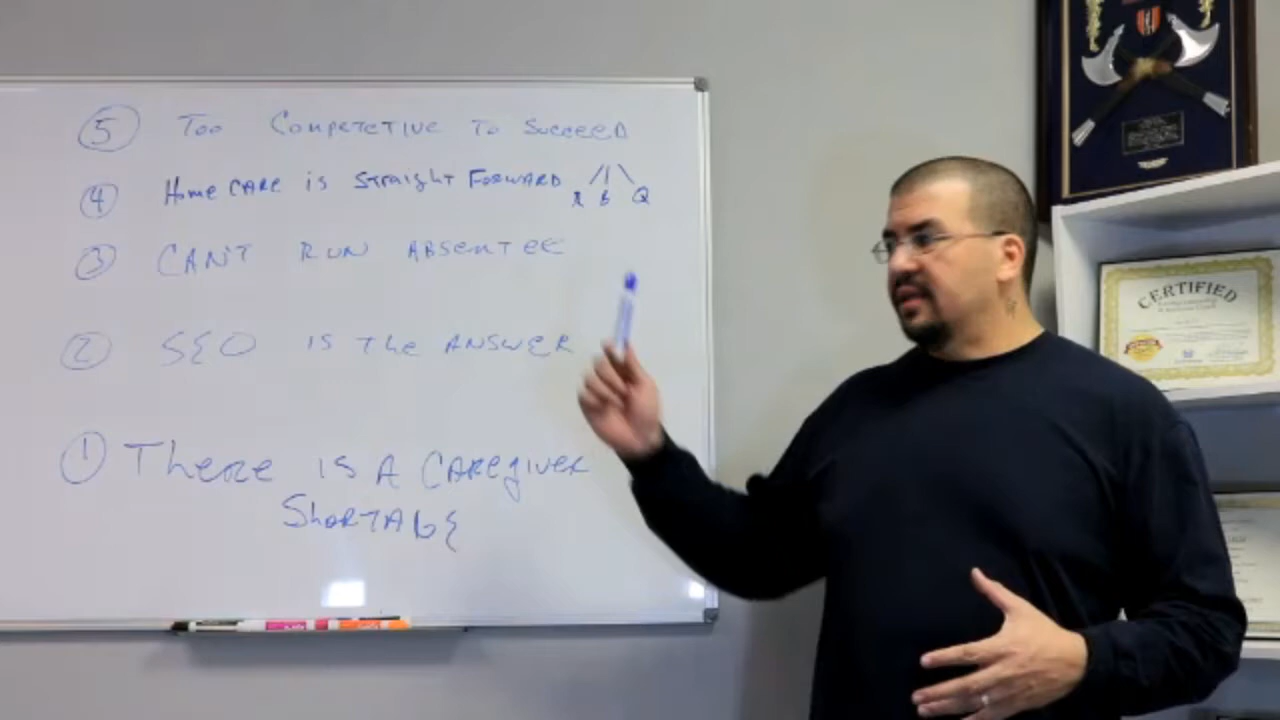 5 Too Competetive To Succeed
4 Home Care is Straight Forward
R B Q
3 Can't Run Absentee
2 SEO is the Answer
1 There is a Caregiver
Shortage
CERTIFIED